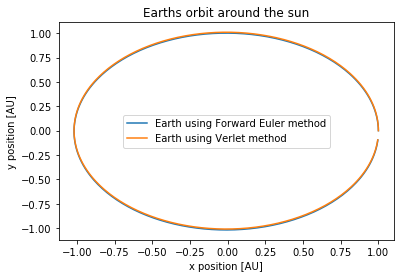 Earths orbit around the sun
y position [AU]
1.00
0.75
0.50
0.25
0.00
−0.25
−0.50
−0.75
−1.00
Earth using Forward Euler method
Earth using Verlet method
−1.00 −0.75 −0.50 −0.25 0.00 0.25 0.50 0.75 1.00
x position [AU]